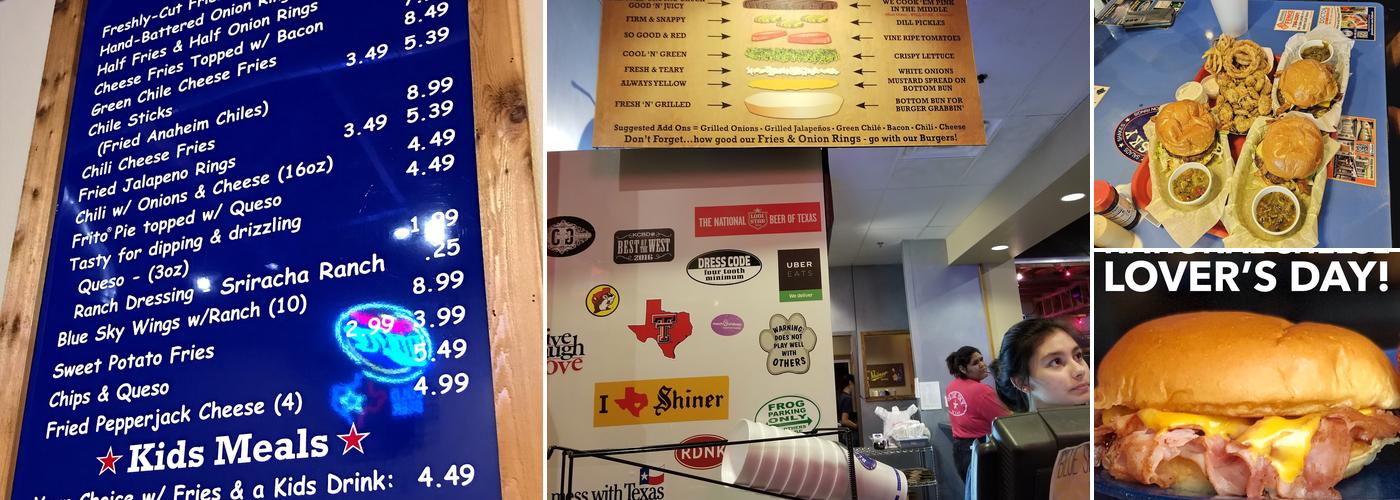 Freshly-Cut
Hand-Battered Onion
Half Fries & Half Onion Rings 8.49
Cheese Fries Topped w/ Bacon
Green Chile Cheese Fries 3.49 5.39
Chile Sticks
(Fried Anaheim Chiles) 8.99
Chili Cheese Fries 3.49 5.39
Fried Jalapeno Rings 4.49
Chili w/ Onions & Cheese (16oz) 4.49
Frito® Pie topped w/ Queso
Tasty for dipping & drizzling
Queso - (3oz) 1.99
Ranch Dressing Sriracha Ranch .25
Blue Sky Wings w/Ranch (10) 8.99
Sweet Potato Fries 2.99 3.99
Chips & Queso 5.49
Fried Pepperjack Cheese (4) 4.99
Kids Meals
Choice w/ Fries & a Kids Drink: 4.49
GOOD 'N' JUICY
WE COOK 'EM PINK
IN THE MIDDLE
FIRM & SNAPPY
DILL PICKLES
SO GOOD & RED
VINE RIPE TOMATOES
COOL 'N' GREEN
CRISPY LETTUCE
FRESH & TEARY
WHITE ONIONS
ALWAYS YELLOW
MUSTARD SPREAD ON
BOTTOM BUN
FRESH 'N' GRILLED
BOTTOM BUN FOR
BURGER GRABBIN'
Suggested Add Ons = Grilled Onions · Grilled Jalapeños · Green Chilé · Bacon · Chili · Cheese
Don't Forget...how good our Fries & Onion Rings - go with our Burgers!
THE NATIONAL LONE STAR BEER OF TEXAS
KCBD
BEST OF THE WEST
2016
DRESS CODE
four tooth
minimum
UBER
EATS
We deliver
T
WARNING:
DOES NOT
PLAY WELL
WITH
OTHERS
I Shiner
FROG
PARKING
ONLY
RDNK
mess with Texas
SKY
LOVER'S DAY!